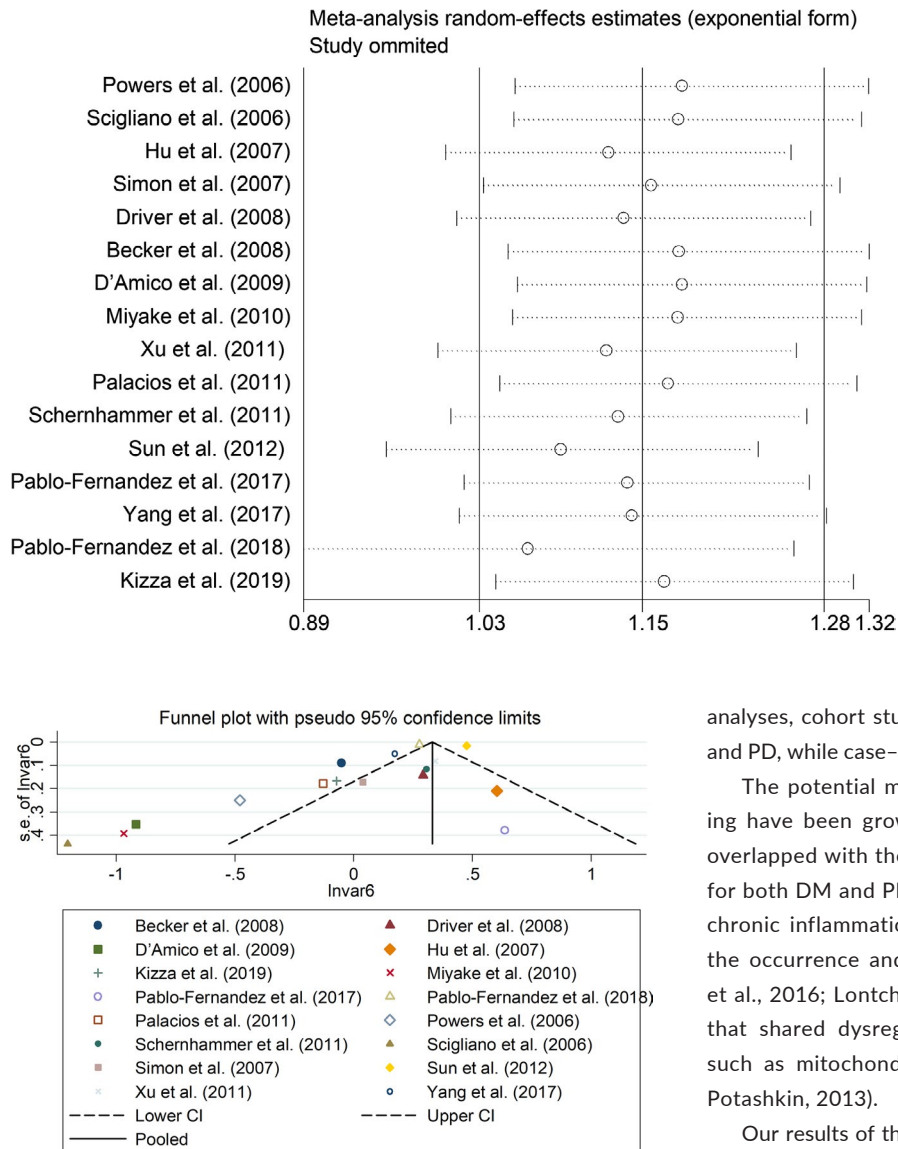 Meta-analysis random-effects estimates (exponential form)
Study ommited
Powers et al. (2006)
Scigliano et al. (2006)
Hu et al. (2007)
Simon et al. (2007)
Driver et al. (2008)
Becker et al. (2008)
D'Amico et al. (2009)
Miyake et al. (2010)
Xu et al. (2011)
Palacios et al. (2011)
Schernhammer et al. (2011)
Sun et al. (2012)
Pablo-Fernandez et al. (2017)
Yang et al. (2017)
Pablo-Fernandez et al. (2018)
Kizza et al. (2019)
0.89 1.03 1.15 1.28 1.32
Funnel plot with pseudo 95% confidence limits
s.e. of lnvar6
0
.1
.2
.3
.4
-1 -.5 0 .5 1
lnvar6
Becker et al. (2008) Driver et al. (2008)
D'Amico et al. (2009) Hu et al. (2007)
Kizza et al. (2019) Miyake et al. (2010)
Pablo-Fernandez et al. (2017) Pablo-Fernandez et al. (2018)
Palacios et al. (2011) Powers et al. (2006)
Schernhammer et al. (2011) Scigliano et al. (2006)
Simon et al. (2007) Sun et al. (2012)
Xu et al. (2011) Yang et al. (2017)
Lower CI Upper CI
Pooled
analyses, cohort stu
and PD, while case–
The potential m
ing have been grow
overlapped with the
for both DM and PI
chronic inflammatic
the occurrence and
et al., 2016; Lontch
that shared dysreg
such as mitochond
Potashkin, 2013).
Our results of th